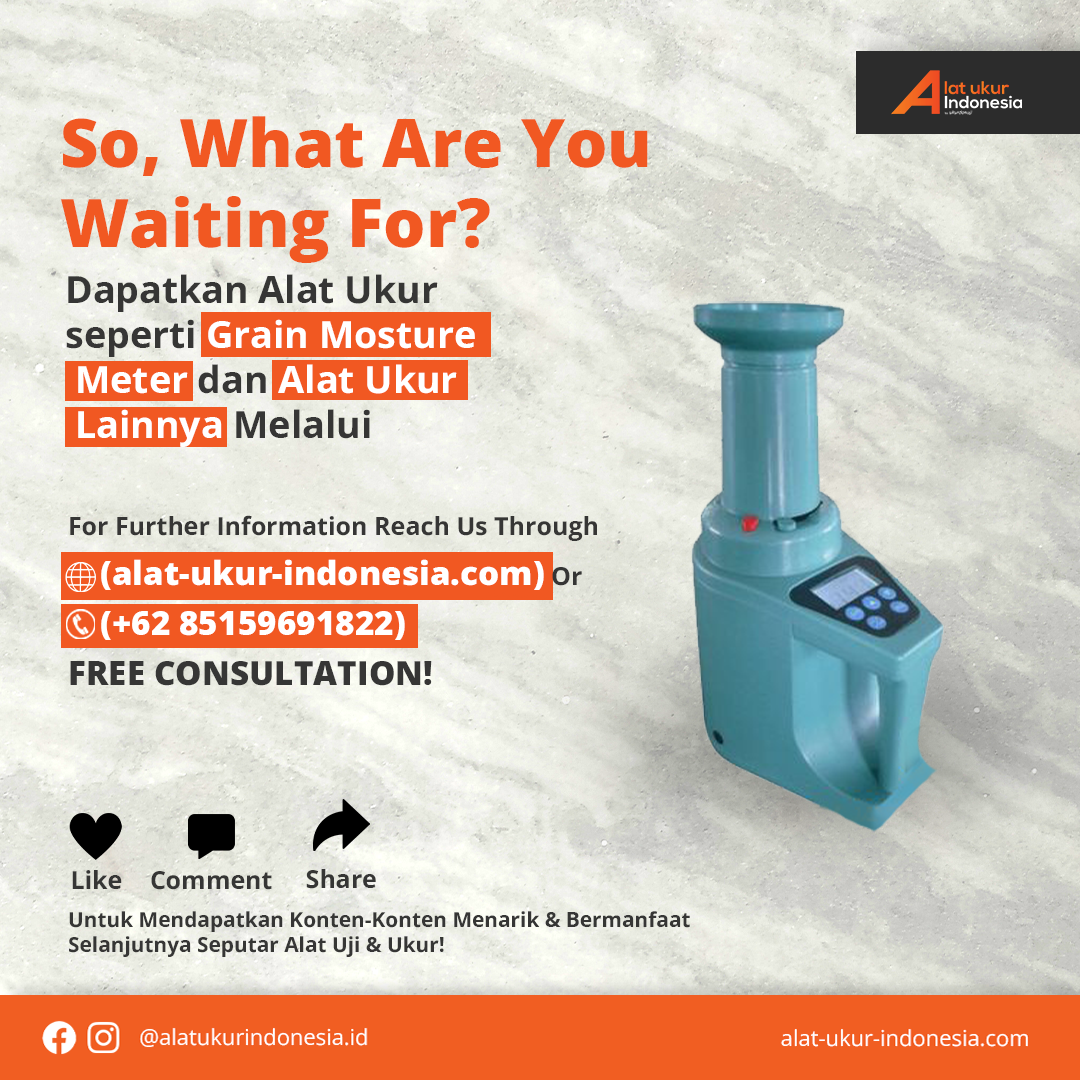 Alat ukur
Indonesia
So, What Are You
Waiting For?
Dapatkan Alat Ukur
seperti Grain Mosture
Meter dan Alat Ukur
Lainnya Melalui
For Further Information Reach Us Through
(alat-ukur-indonesia.com) Or
(+62 85159691822)
FREE CONSULTATION!
Like Comment Share
Untuk Mendapatkan Konten-Konten Menarik & Bermanfaat
Selanjutnya Seputar Alat Uji & Ukur!
@alatukurindonesia.id
alat-ukur-indonesia.com